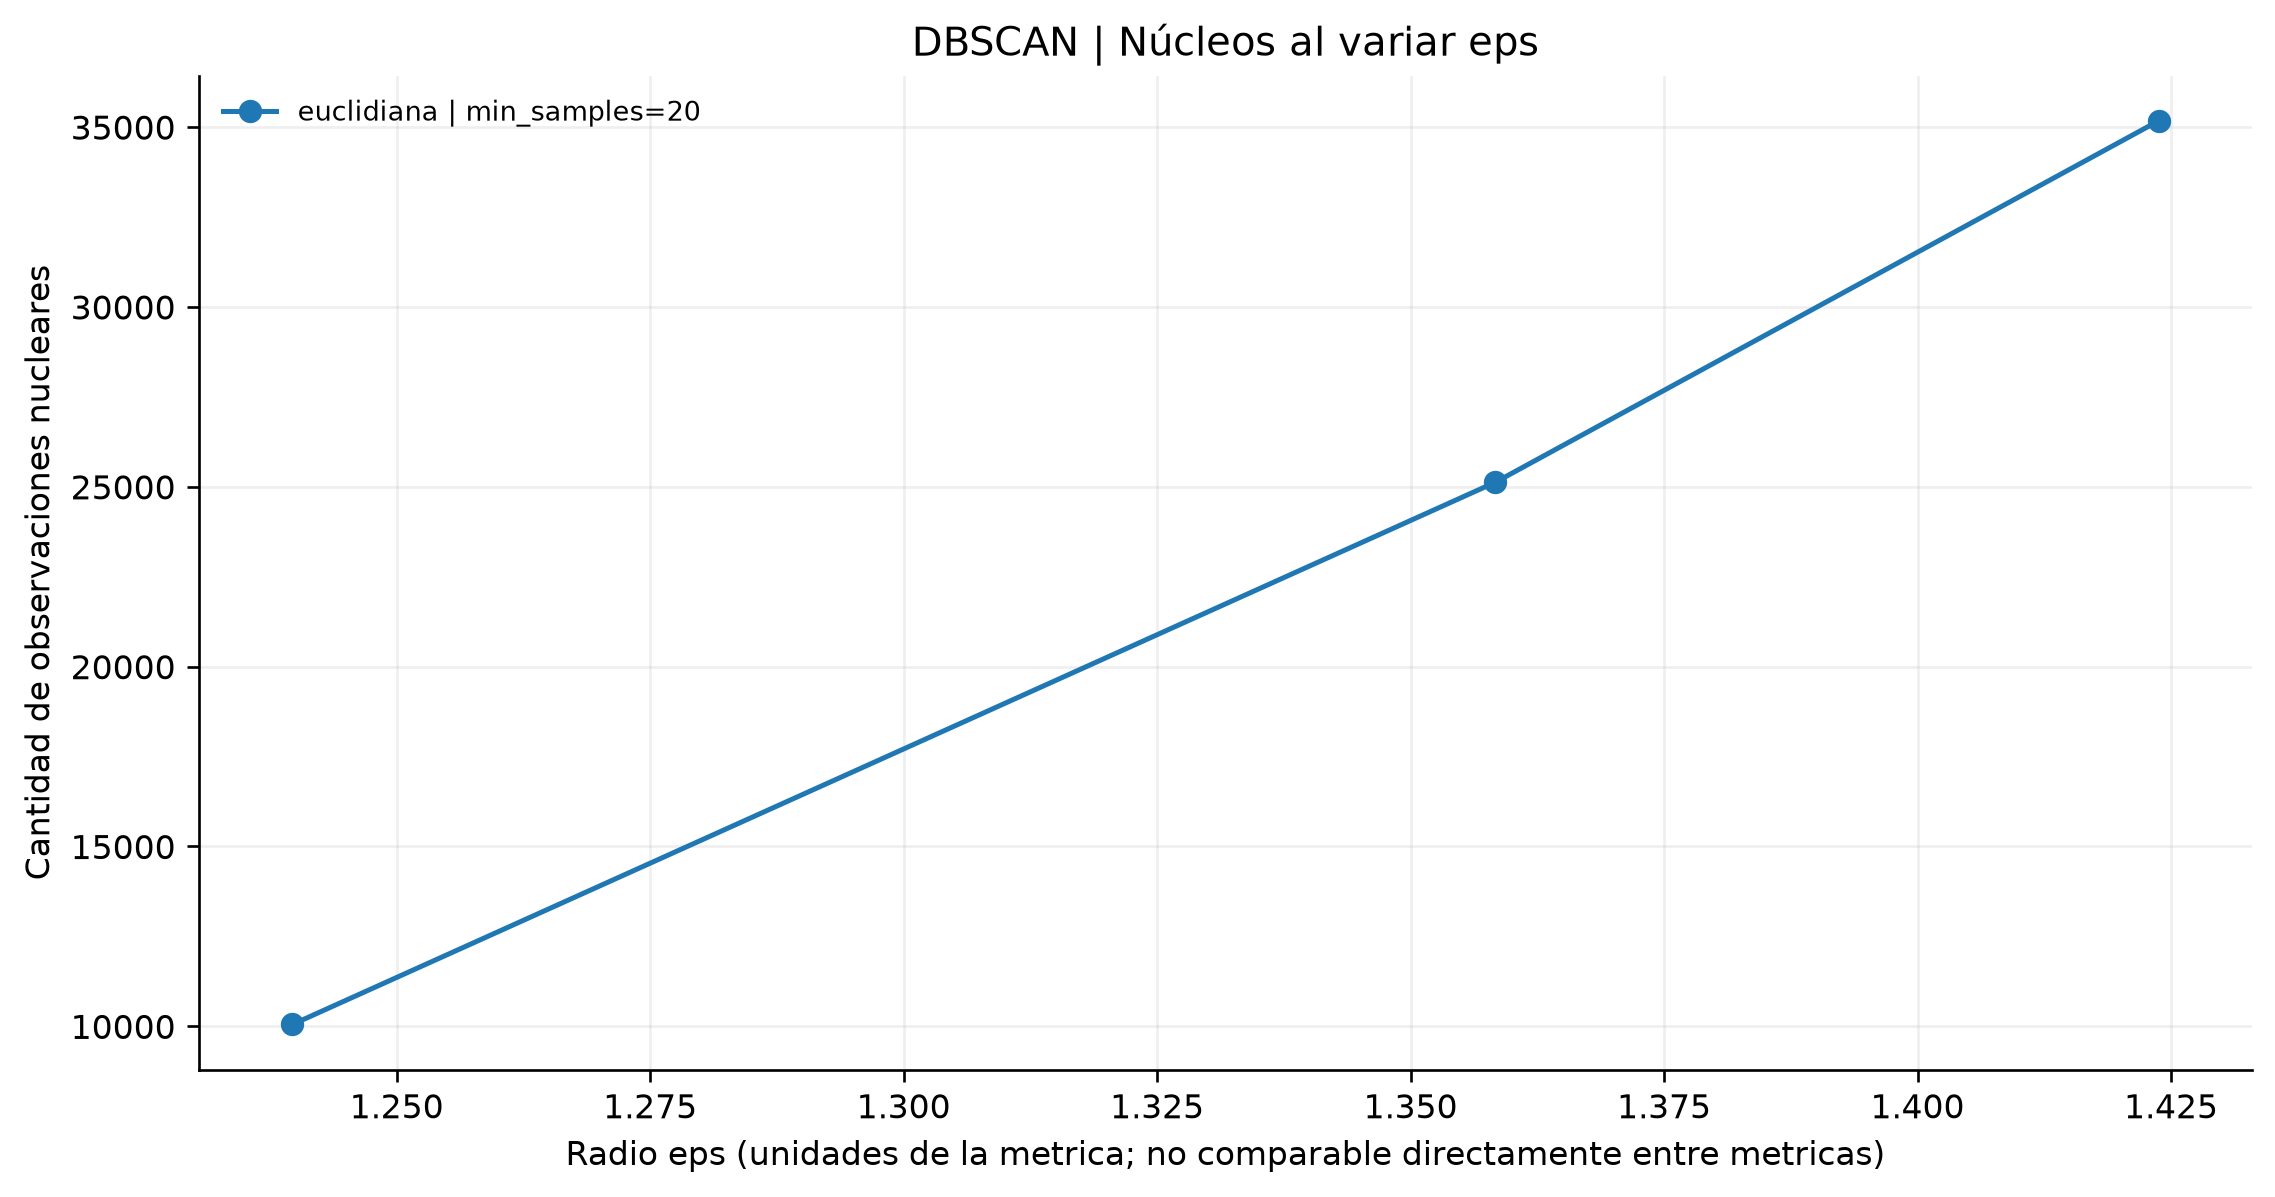 DBSCAN | Núcleos al variar eps
euclidiana | min_samples=20
Cantidad de observaciones nucleares
35000
30000
25000
20000
15000
10000
1.250 1.275 1.300 1.325 1.350 1.375 1.400 1.425
Radio eps (unidades de la metrica; no comparable directamente entre metricas)